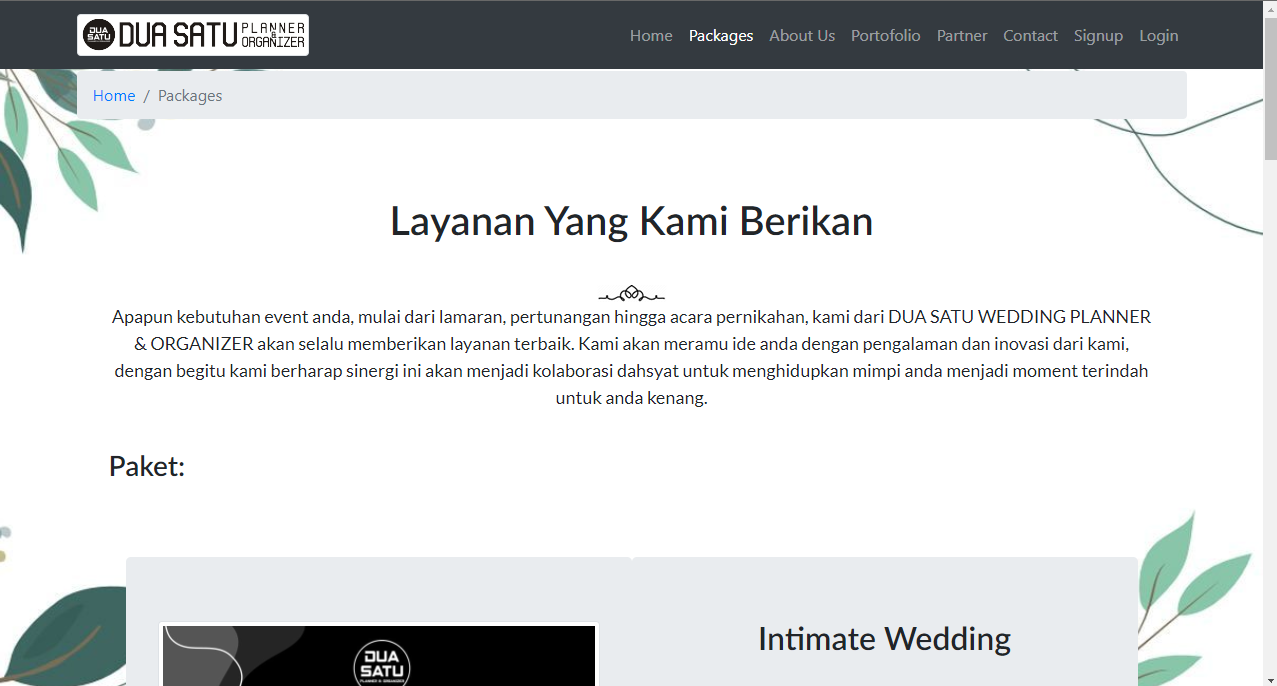 DUA SATU DUA SATU PLANNER & ORGANIZER
Home Packages About Us Portofolio Partner Contact Signup Login
Home / Packages
Layanan Yang Kami Berikan
Apapun kebutuhan event anda, mulai dari lamaran, pertunangan hingga acara pernikahan, kami dari DUA SATU WEDDING PLANNER
& ORGANIZER akan selalu memberikan layanan terbaik. Kami akan meramu ide anda dengan pengalaman dan inovasi dari kami,
dengan begitu kami berharap sinergi ini akan menjadi kolaborasi dahsyat untuk menghidupkan mimpi anda menjadi moment terindah
untuk anda kenang.
Paket:
Intimate Wedding
DUA
SATU
PLANNER & ORGANIZER